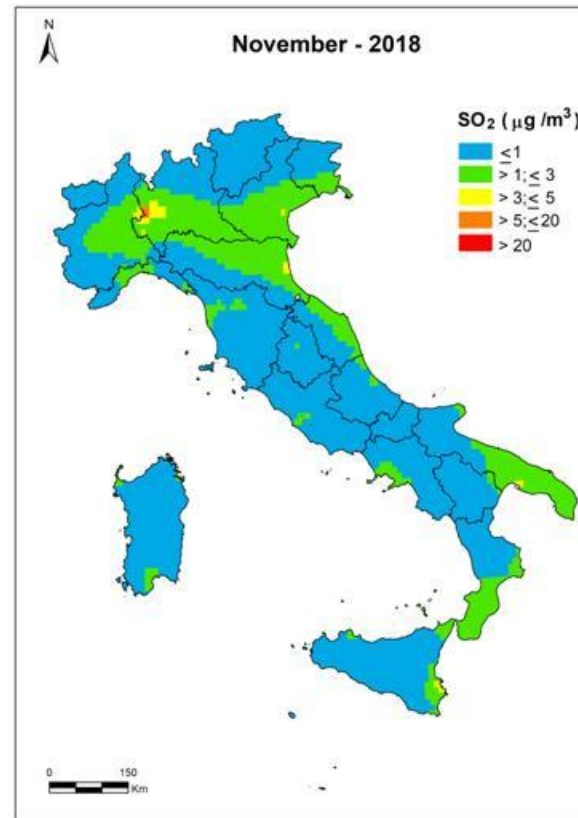 N
November - 2018
SO₂ ( µg /m³)
≤1
> 1;≤ 3
> 3;≤ 5
> 5;≤20
> 20
0 150
Km